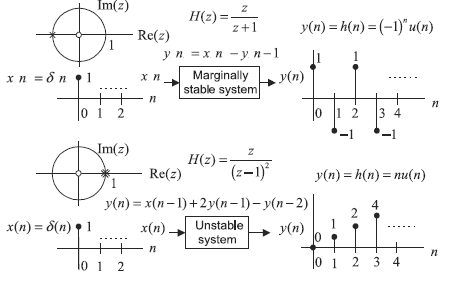 Im(z)
H(z) = z/(z+1)
1
Re(z)
y(n) = h(n) = (−1)ⁿu(n)
y n = x n − y n−1
x n = δ n
1
x n
Marginally
stable system
y(n)
1
1
......
......
n
n
0 1 2
0 1 2 3 4
−1
−1
Im(z)
H(z) = z/(z−1)²
1
Re(z)
y(n) = h(n) = nu(n)
y(n) = x(n−1)+2y(n−1)−y(n−2)
x(n) = δ(n)
1
x(n)
Unstable
system
y(n)
0
1
2
4
......
......
n
n
0 1 2
0 1 2 3 4